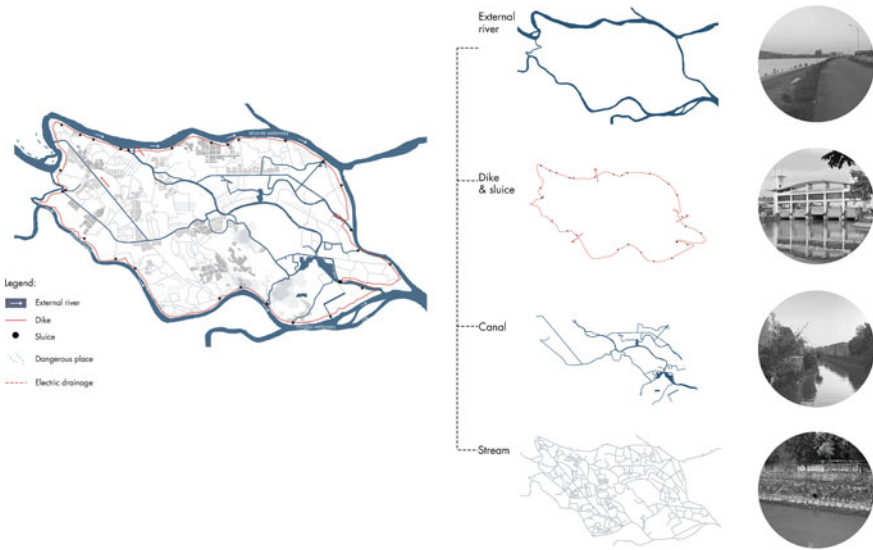 External
river
Dike
& sluice
Canal
Stream
Legend:
External river
Dike
Sluice
Dangerous place
Electric drainage